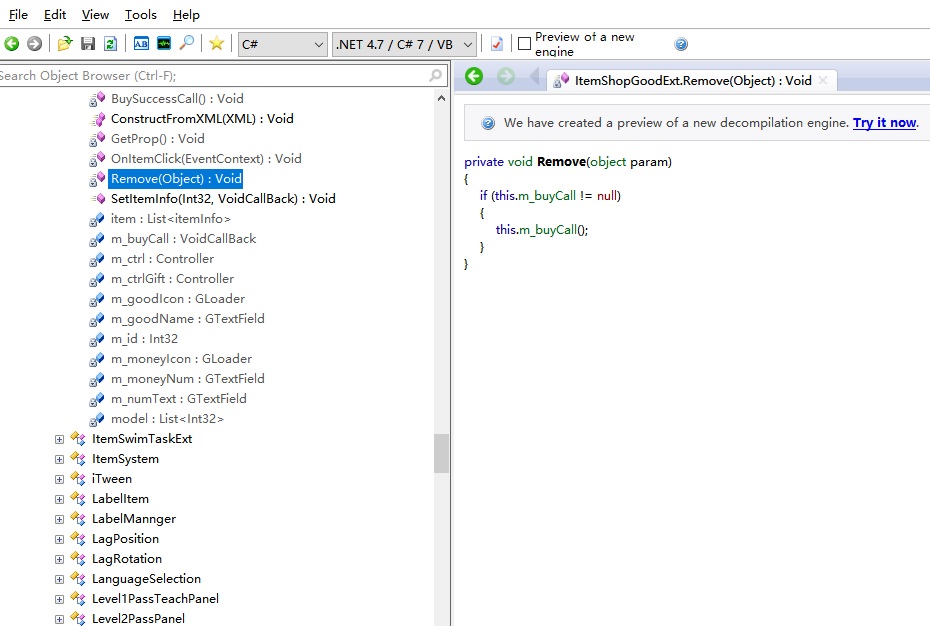 File Edit View Tools Help
C# .NET 4.7 / C# 7 / VB Preview of a new
engine
Search Object Browser (Ctrl-F);
ItemShopGoodExt.Remove(Object) : Void
BuySuccessCall() : Void
ConstructFromXML(XML) : Void
GetProp() : Void
OnItemClick(EventContext) : Void
Remove(Object) : Void
SetItemInfo(Int32, VoidCallBack) : Void
item : List<itemInfo>
m_buyCall : VoidCallBack
m_ctrl : Controller
m_ctrlGift : Controller
m_goodIcon : GLoader
m_goodName : GTextField
m_id : Int32
m_moneyIcon : GLoader
m_moneyNum : GTextField
m_numText : GTextField
model : List<Int32>
ItemSwimTaskExt
ItemSystem
iTween
LabelItem
LabelMannger
LagPosition
LagRotation
LanguageSelection
Level1PassTeachPanel
Level2PassPanel
We have created a preview of a new decompilation engine. Try it now.
private void Remove(object param)
{
if (this.m_buyCall != null)
{
this.m_buyCall();
}
}